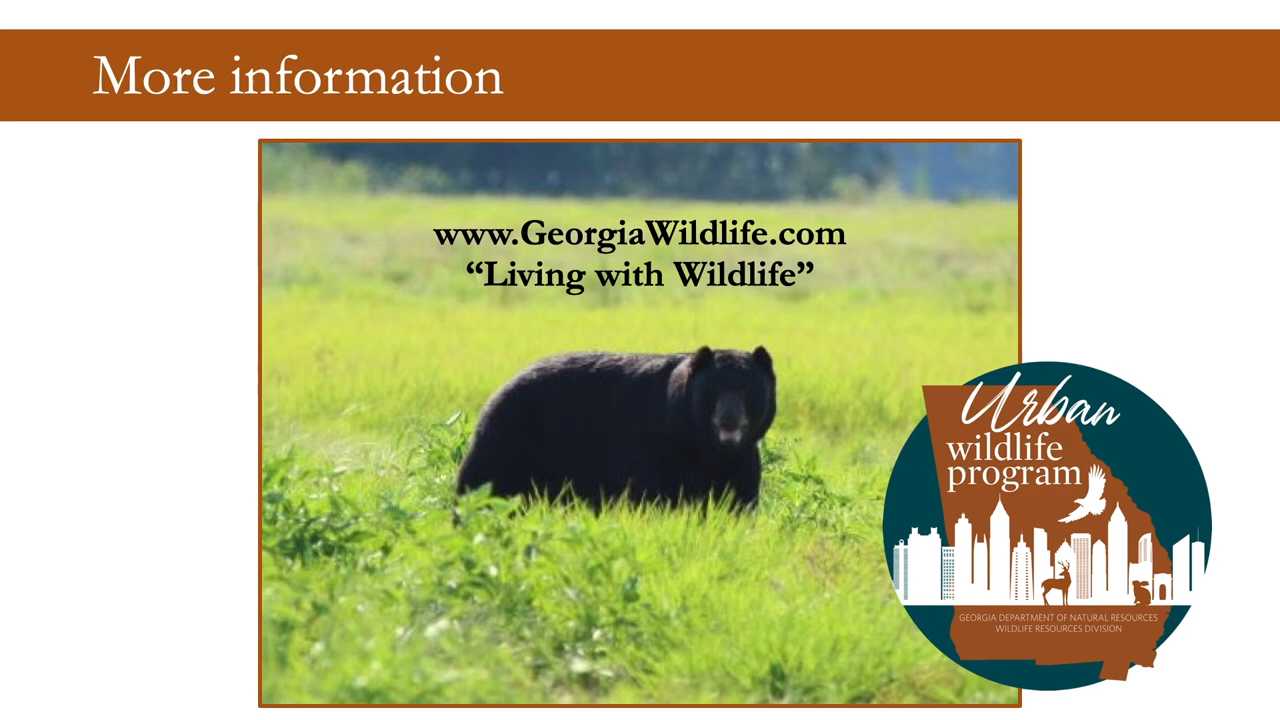 More information
www.GeorgiaWildlife.com
“Living with Wildlife”
Urban
wildlife
program
GEORGIA DEPARTMENT OF NATURAL RESOURCES
WILDLIFE RESOURCES DIVISION